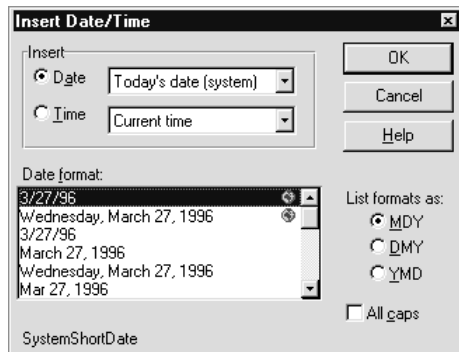 Insert Date/Time
Insert
Date
Today's date (system)
Time
Current time
OK
Cancel
Help
Date format:
3/27/96
Wednesday, March 27, 1996
3/27/96
March 27, 1996
Wednesday, March 27, 1996
Mar 27, 1996
List formats as:
MDY
DMY
YMD
All caps
SystemShortDate